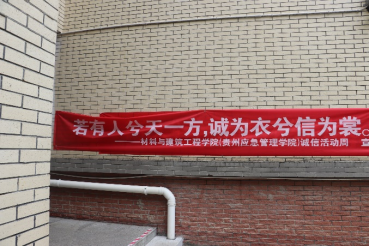 若有人兮天一方,诚为衣兮信为裳。
——材料与建筑工程学院(贵州应急管理学院)诚信活动周 宣